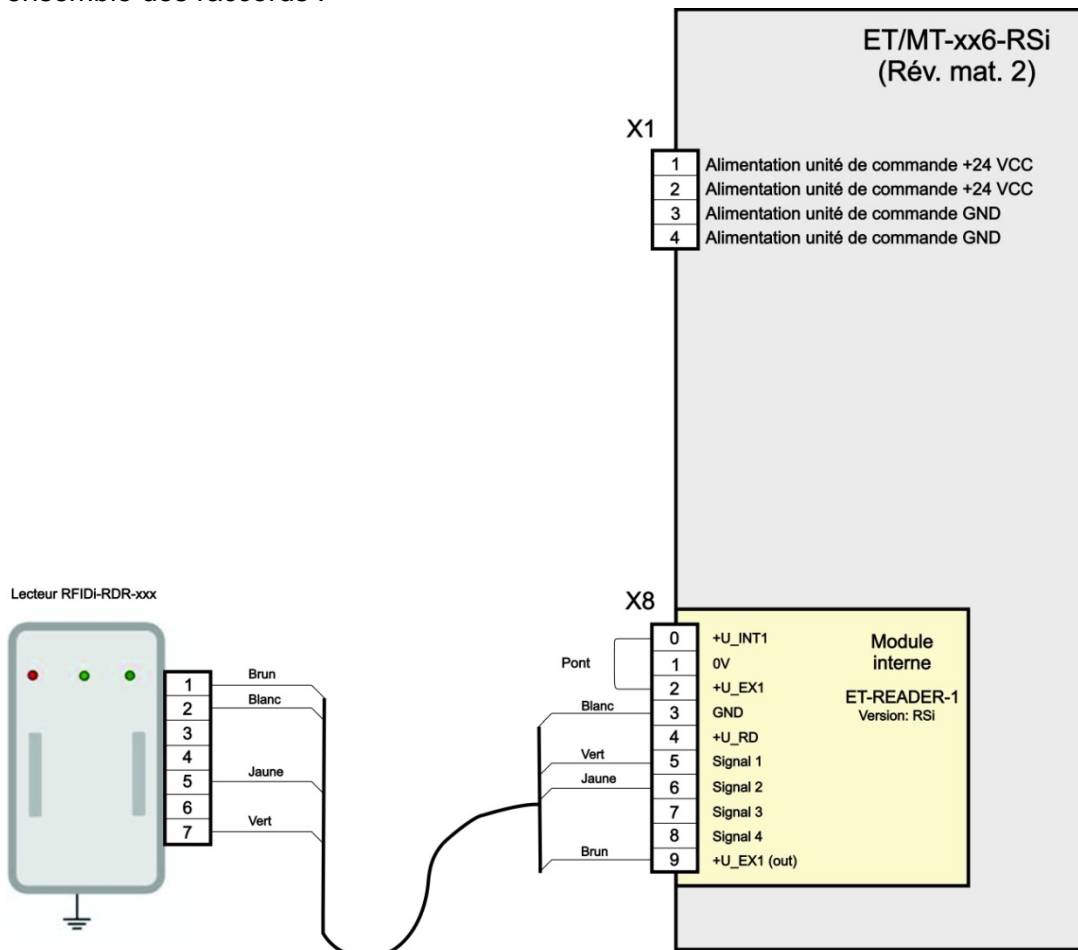 ET/MT-xx6-RSi
(Rév. mat. 2)
X1
1 Alimentation unité de commande +24 VCC
2 Alimentation unité de commande +24 VCC
3 Alimentation unité de commande GND
4 Alimentation unité de commande GND
Lecteur RFIDi-RDR-xxx
1 Brun
2 Blanc
3
4
5 Jaune
6
7 Vert
X8
Pont
0 +U_INT1
1 0V
2 +U_EX1
Blanc 3 GND
4 +U_RD
Vert 5 Signal 1
Jaune 6 Signal 2
7 Signal 3
8 Signal 4
Brun 9 +U_EX1 (out)
Module
interne
ET-READER-1
Version: RSi